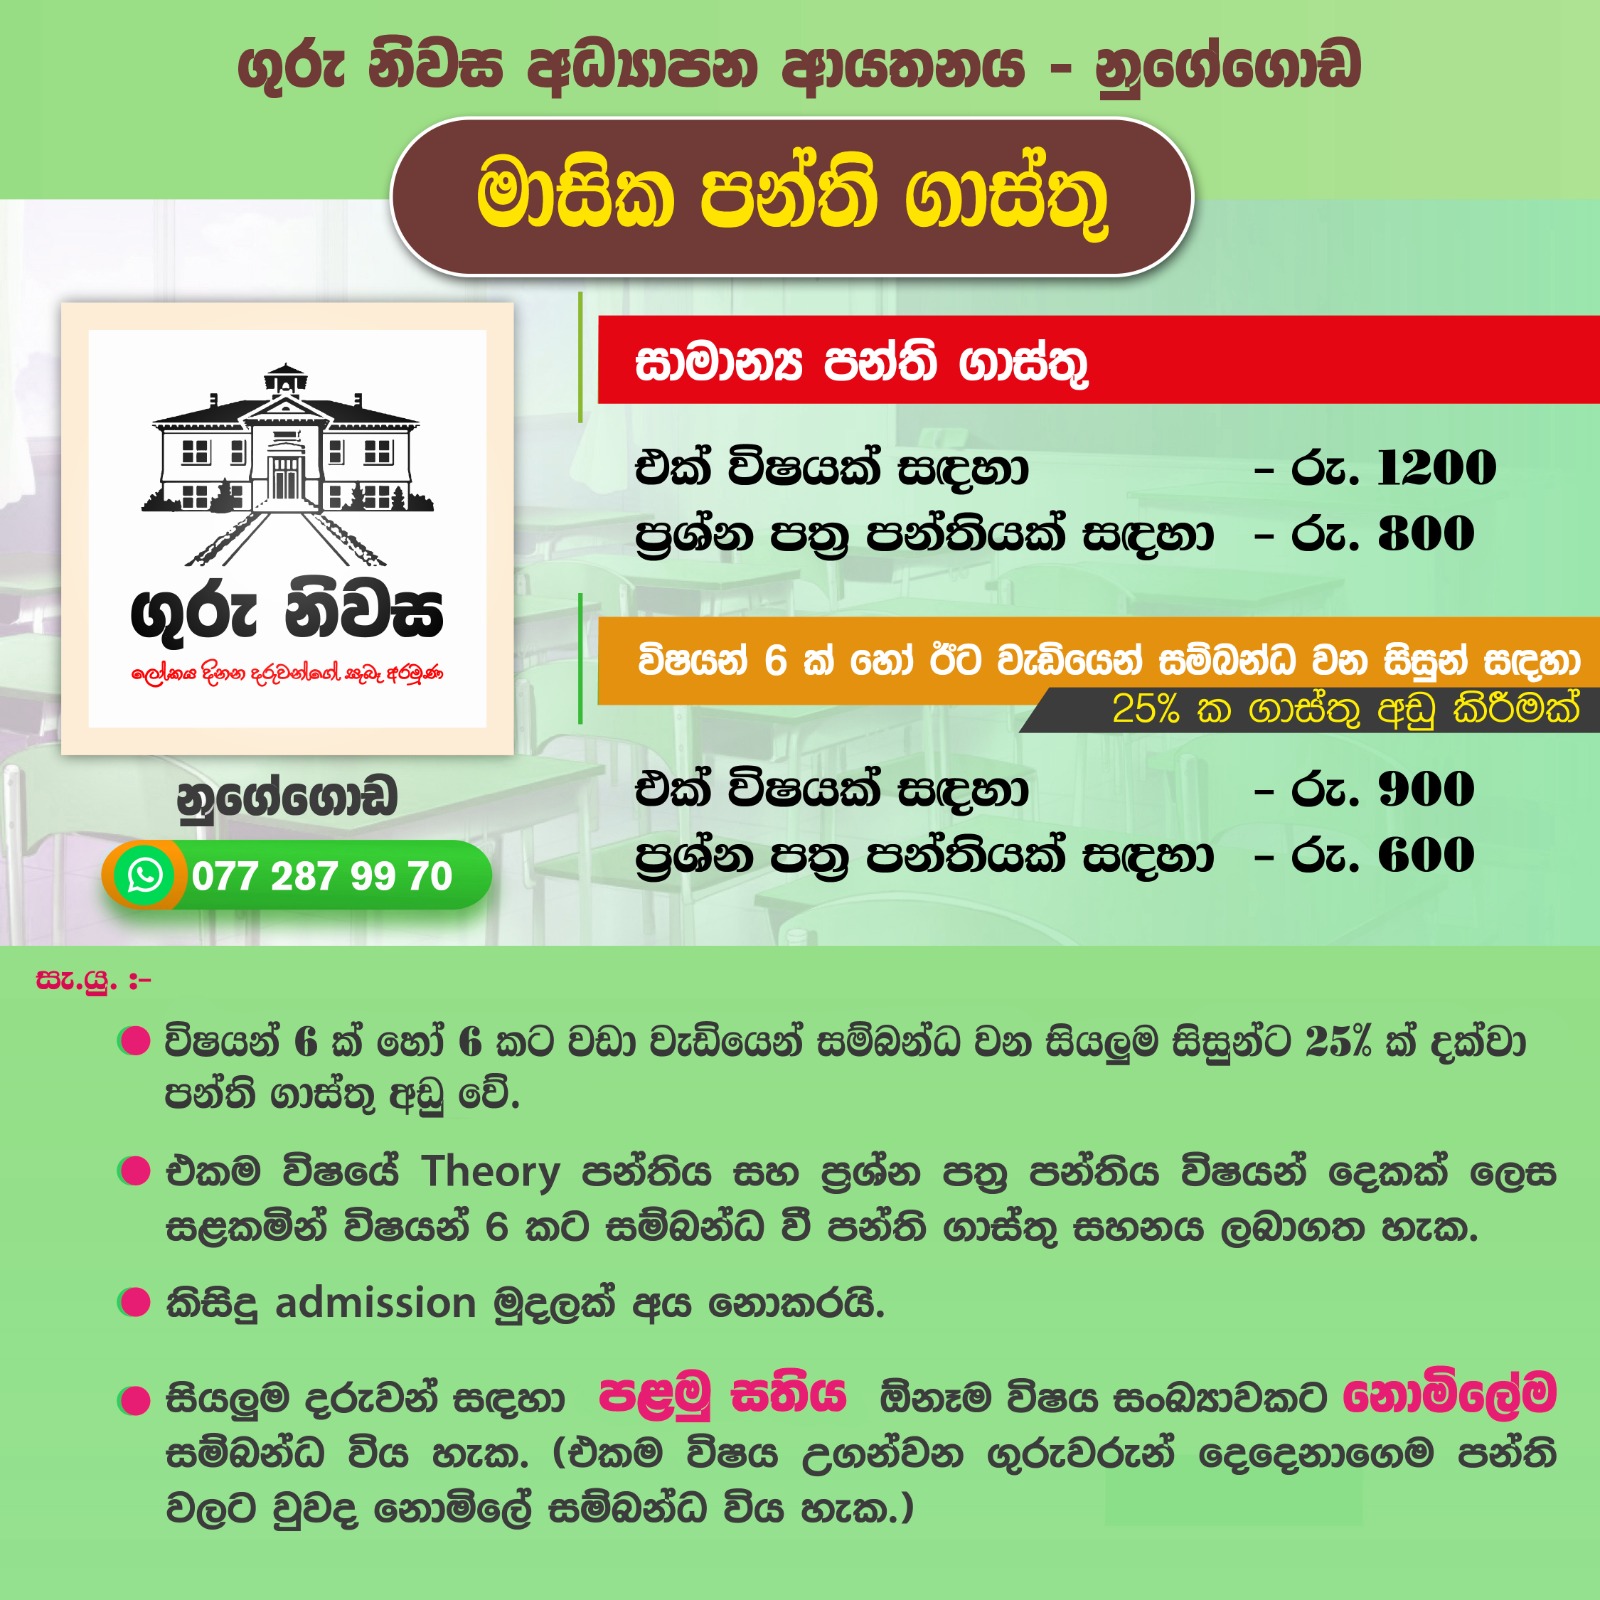 ගුරු නිවස අධ්‍යාපන ආයතනය - නුගේගොඩ
මාසික පන්ති ගාස්තු
ගුරු නිවස
ලෝකය දිනන දරුවන්ගේ සැබෑ අරමුණ
නුගේගොඩ
077 287 99 70
සාමාන්‍ය පන්ති ගාස්තු
එක් විෂයක් සඳහා - රු. 1200
ප්‍රශ්න පත්‍ර පන්තියක් සඳහා - රු. 800
විෂයන් 6 ක් හෝ ඊට වැඩියෙන් සම්බන්ධ වන සිසුන් සඳහා
25% ක ගාස්තු අඩු කිරීමක්
එක් විෂයක් සඳහා - රු. 900
ප්‍රශ්න පත්‍ර පන්තියක් සඳහා - රු. 600
සැ.යු. :-
විෂයන් 6 ක් හෝ 6 කට වඩා වැඩියෙන් සම්බන්ධ වන සියලුම සිසුන්ට 25% ක් දක්වා
පන්ති ගාස්තු අඩු වේ.
එකම විෂයේ Theory පන්තිය සහ ප්‍රශ්න පත්‍ර පන්තිය විෂයන් දෙකක් ලෙස
සළකමින් විෂයන් 6 කට සම්බන්ධ වී පන්ති ගාස්තු සහනය ලබාගත හැක.
කිසිදු admission මුදලක් අය නොකරයි.
සියලුම දරුවන් සඳහා පළමු සතිය ඕනෑම විෂය සංඛ්‍යාවකට නොමිලේම
සම්බන්ධ විය හැක. (එකම විෂය උගන්වන ගුරුවරුන් දෙදෙනාගෙම පන්ති
වලට වුවද නොමිලේ සම්බන්ධ විය හැක.)